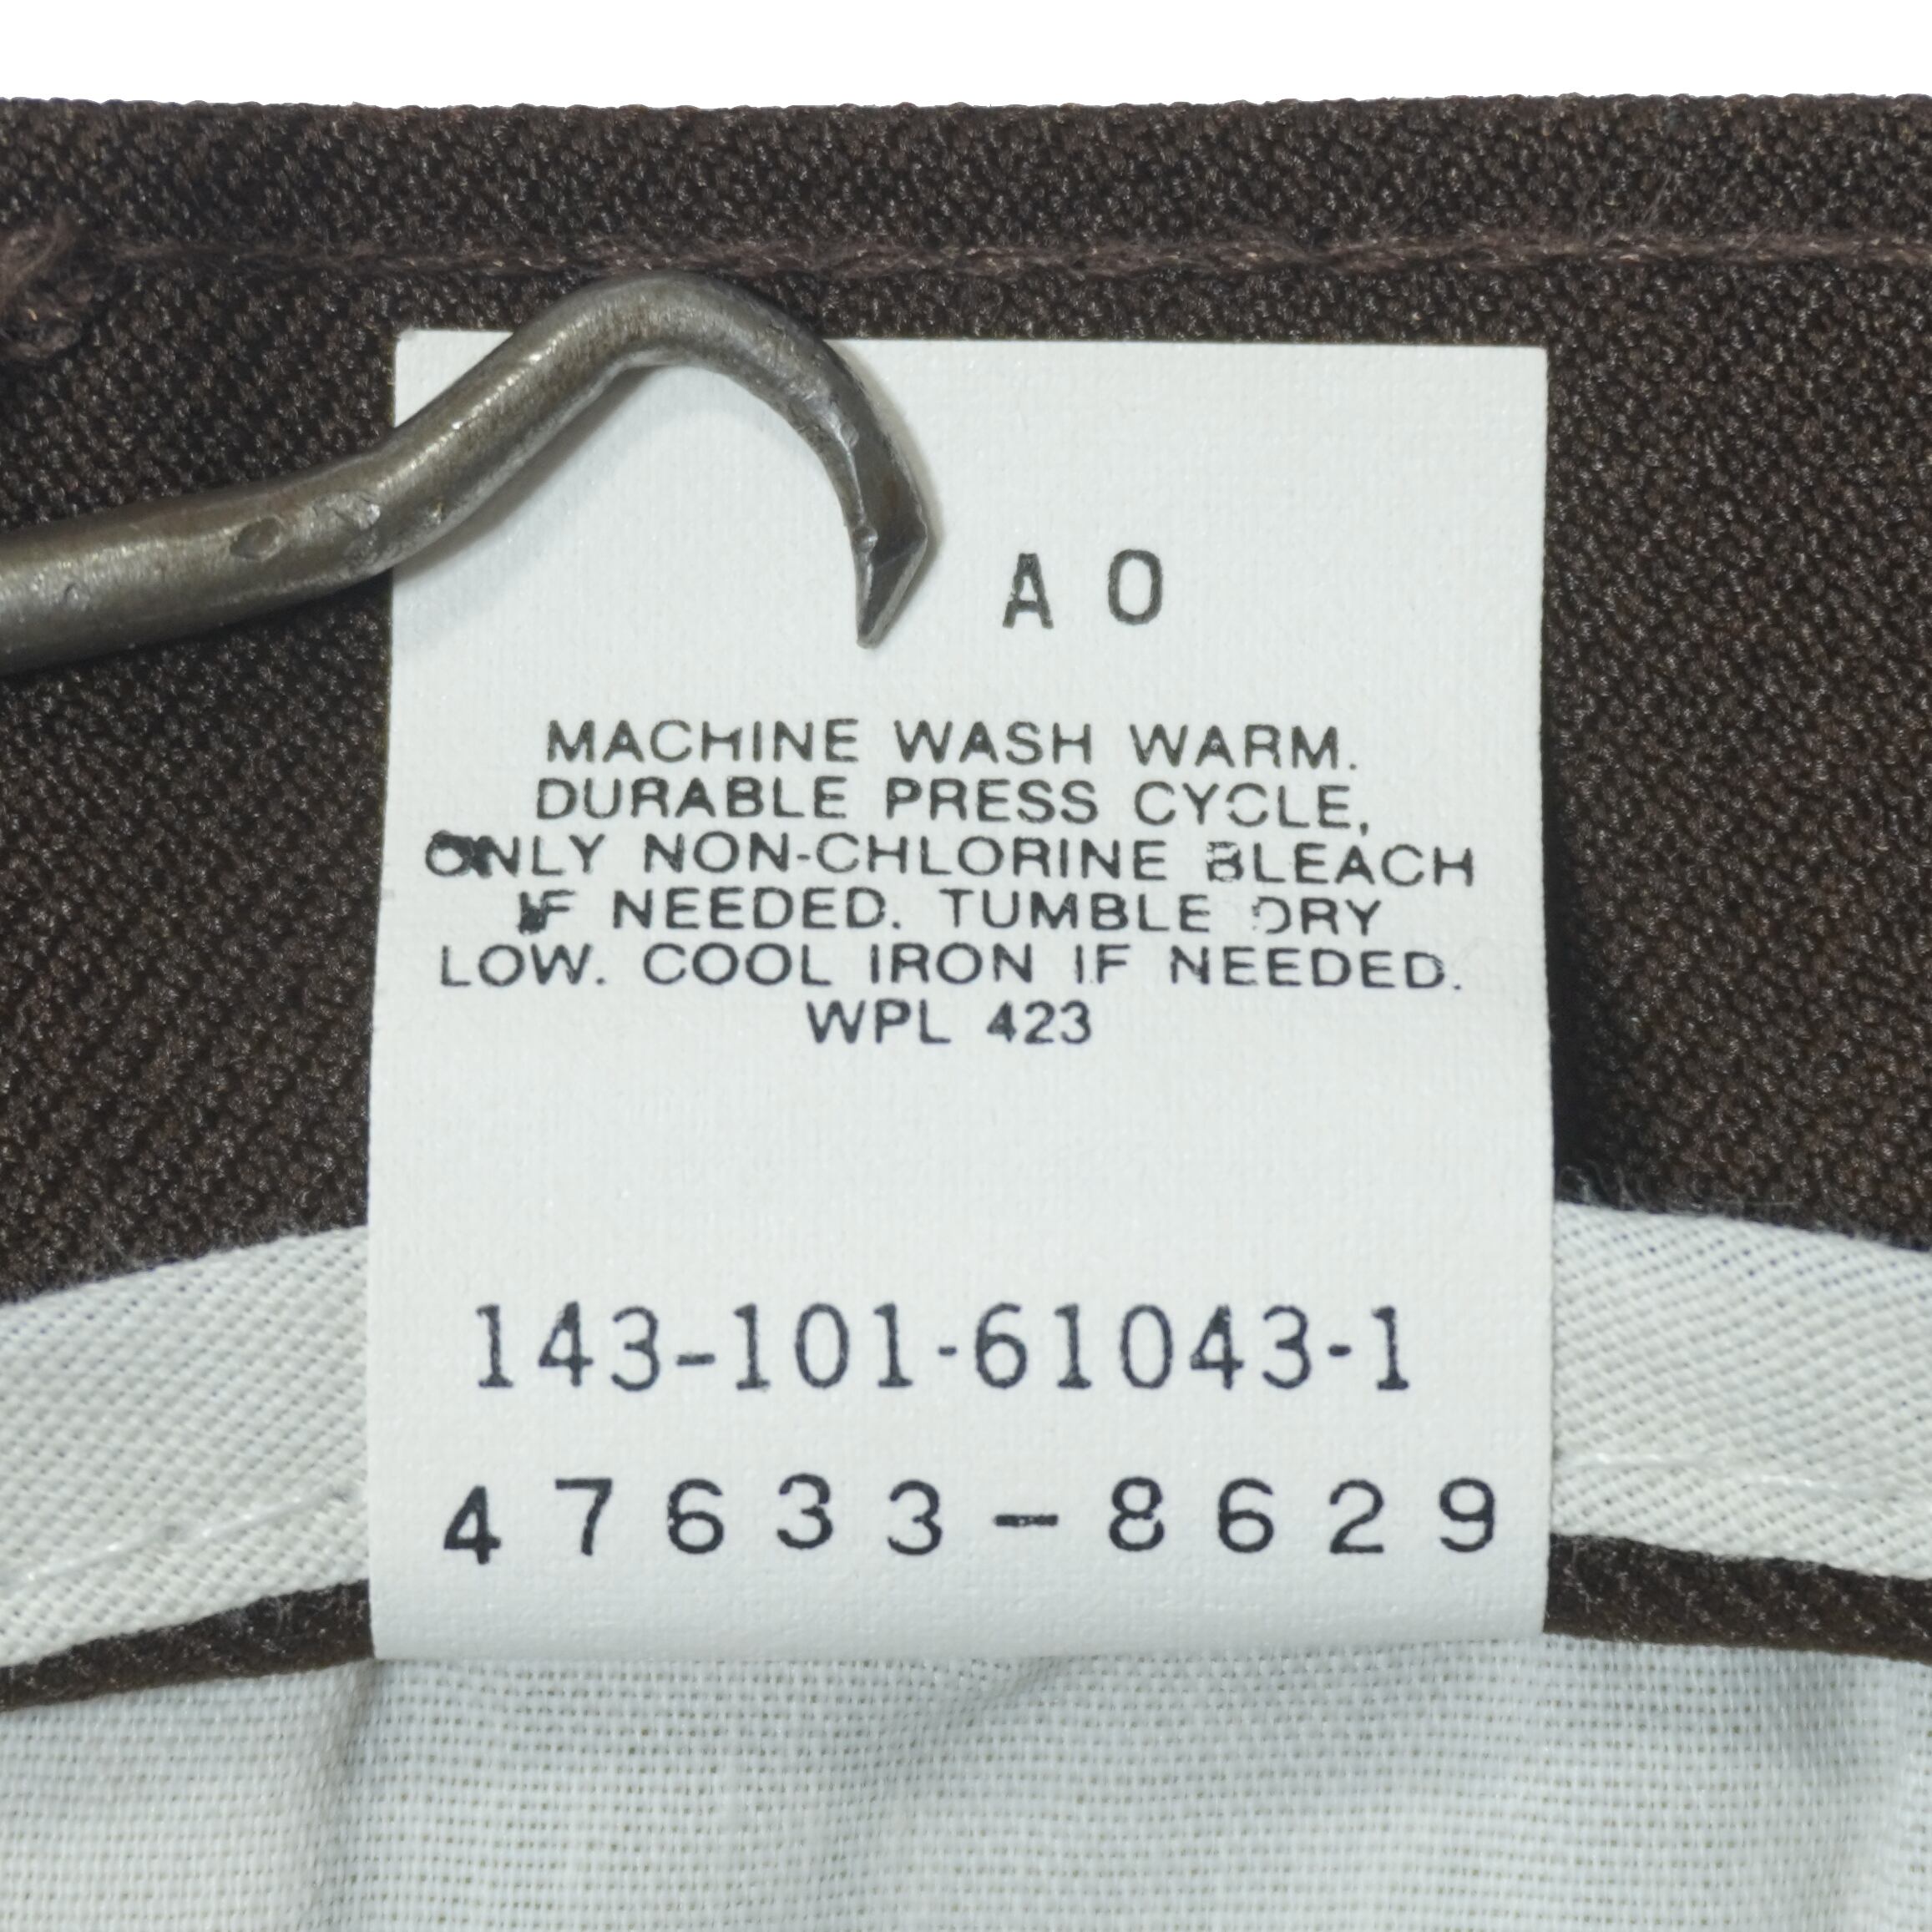 A O
MACHINE WASH WARM.
DURABLE PRESS CYCLE,
ONLY NON-CHLORINE BLEACH
IF NEEDED. TUMBLE DRY
LOW. COOL IRON IF NEEDED.
WPL 423
143-101-61043-1
47633-8629